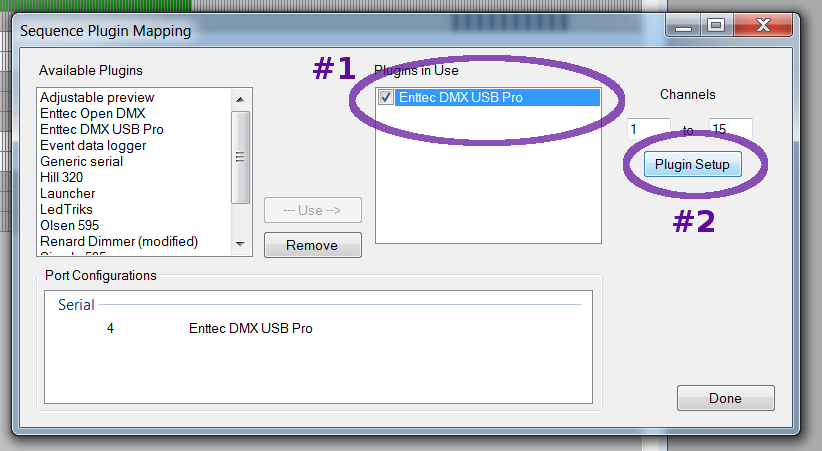 Sequence Plugin Mapping
#1
Available Plugins
Plugins in Use
Adjustable preview
Enttec Open DMX
Enttec DMX USB Pro
Event data logger
Generic serial
Hill 320
Launcher
LedTriks
Olsen 595
Renard Dimmer (modified)
Enttec DMX USB Pro
Channels
1 to 15
Plugin Setup
#2
--- Use -->
Remove
Port Configurations
Serial
4 Enttec DMX USB Pro
Done